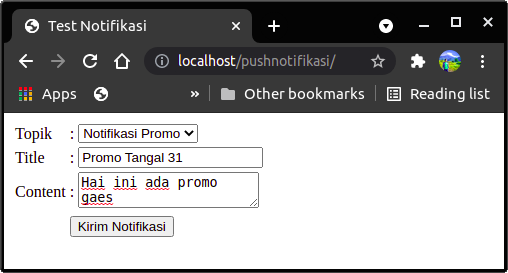 Test Notifikasi
localhost/pushnotifikasi/
Apps » Other bookmarks Reading list
Topik : Notifikasi Promo
Title : Promo Tangal 31
Content : Hai ini ada promo
gaes
Kirim Notifikasi